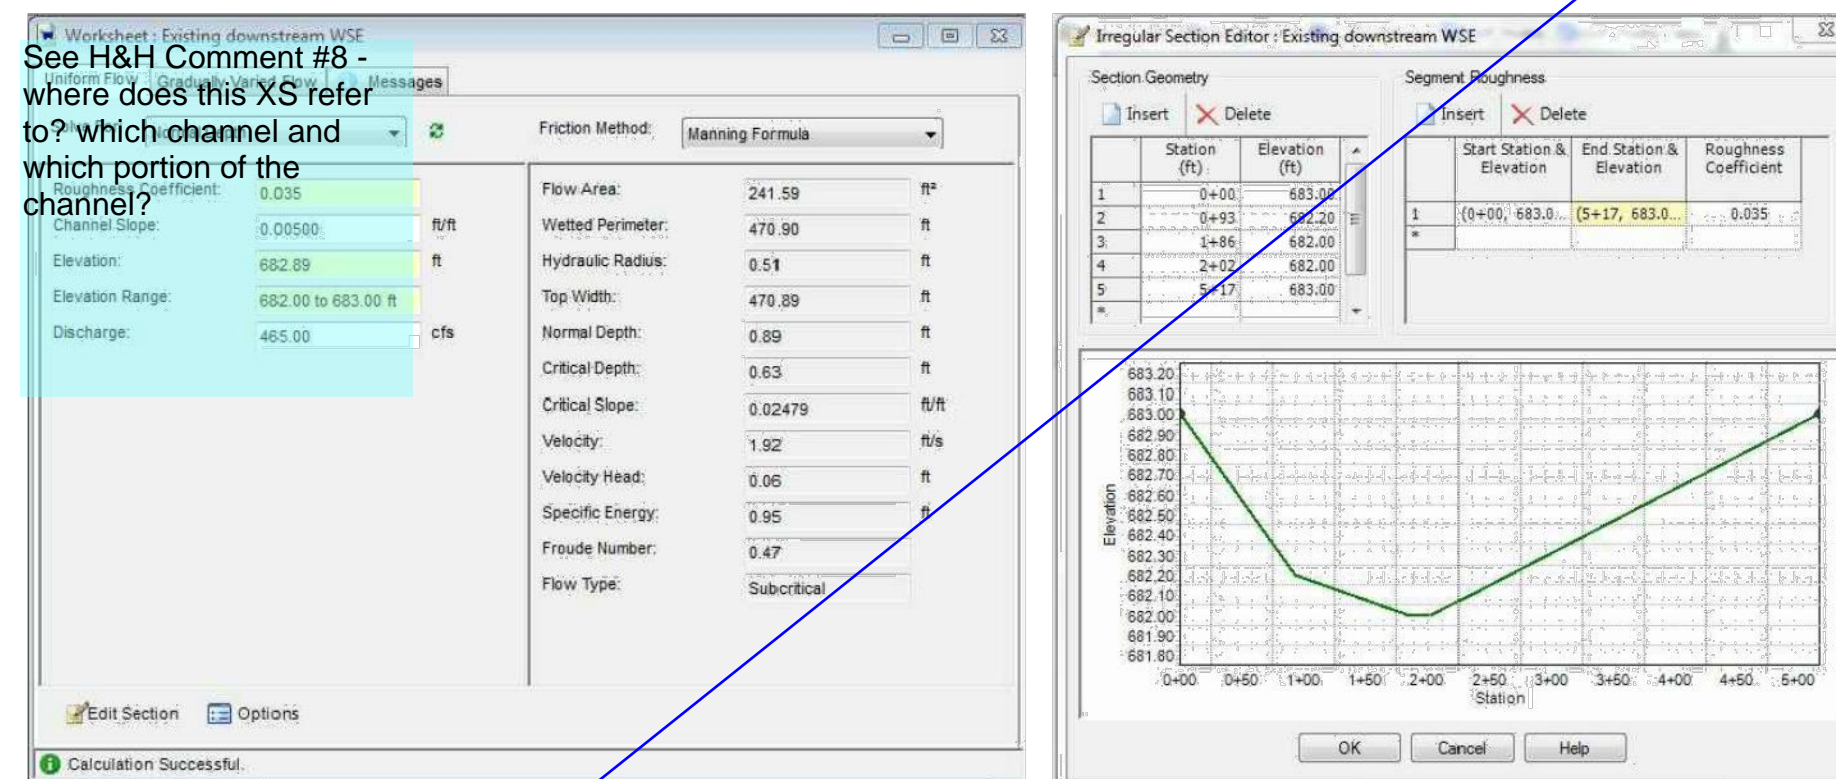 Worksheet : Existing downstream WSE
See H&H Comment #8 -
where does this XS refer
to? which channel and
which portion of the
channel?
Uniform Flow Gradually Varied Flow Messages
Friction Method: Manning Formula
Roughness Coefficient: 0.035
Channel Slope: 0.00500 ft/ft
Elevation: 682.89 ft
Elevation Range: 682.00 to 683.00 ft
Discharge: 465.00 cfs
Flow Area: 241.59 ft²
Wetted Perimeter: 470.90 ft
Hydraulic Radius: 0.51 ft
Top Width: 470.89 ft
Normal Depth: 0.89 ft
Critical Depth: 0.63 ft
Critical Slope: 0.02479 ft/ft
Velocity: 1.92 ft/s
Velocity Head: 0.06 ft
Specific Energy: 0.95 ft
Froude Number: 0.47
Flow Type: Subcritical
Edit Section Options
Calculation Successful.
Irregular Section Editor : Existing downstream WSE
Section Geometry
Insert Delete
Station (ft) Elevation (ft)
1 0+00 683.00
2 0+93 682.20
3 1+86 682.00
4 2+02 682.00
5 5+17 683.00
*
Segment Roughness
Insert Delete
Start Station & Elevation End Station & Elevation Roughness Coefficient
1 (0+00, 683.0... (5+17, 683.0... 0.035
*
683.20
683.10
683.00
682.90
682.80
682.70
682.60
682.50
682.40
682.30
682.20
682.10
682.00
681.90
681.80
Elevation
0+00 0+50 1+00 1+50 2+00 2+50 3+00 3+50 4+00 4+50 5+00
Station
OK Cancel Help